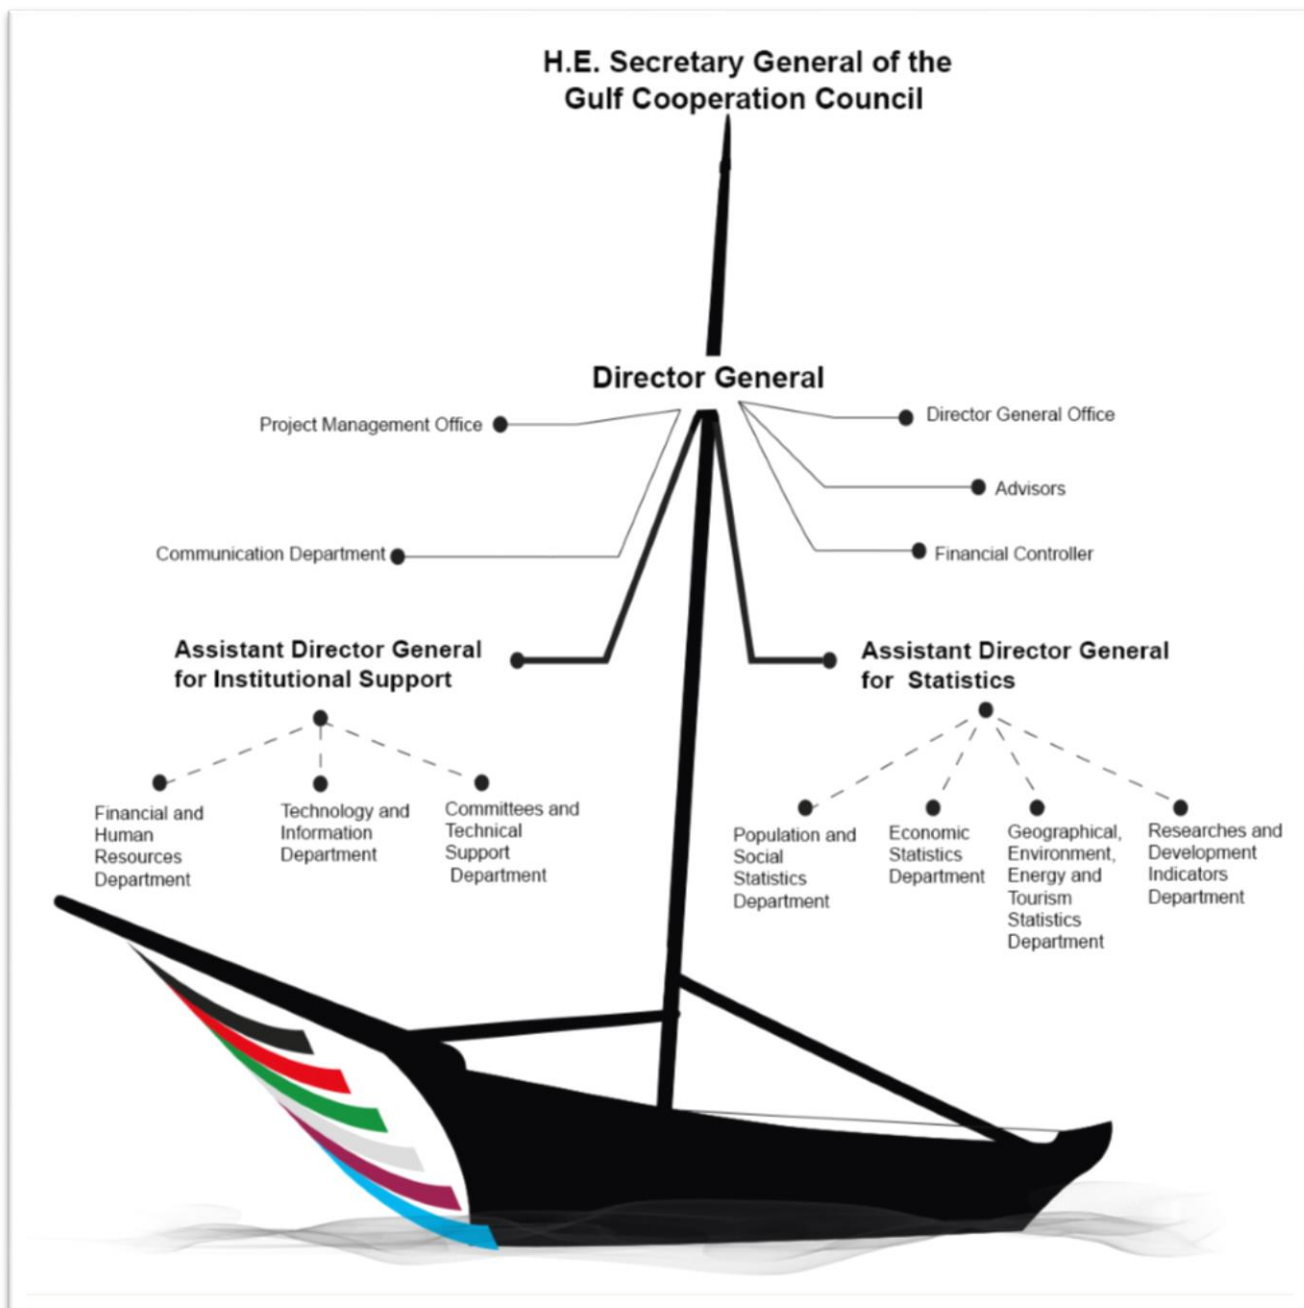 H.E. Secretary General of the
Gulf Cooperation Council
Director General
Project Management Office
Director General Office
Advisors
Communication Department
Financial Controller
Assistant Director General
for Institutional Support
Assistant Director General
for Statistics
Financial and
Human
Resources
Department
Technology and
Information
Department
Committees and
Technical
Support
Department
Population and
Social
Statistics
Department
Economic
Statistics
Department
Geographical,
Environment,
Energy and
Tourism
Statistics
Department
Researches and
Development
Indicators
Department